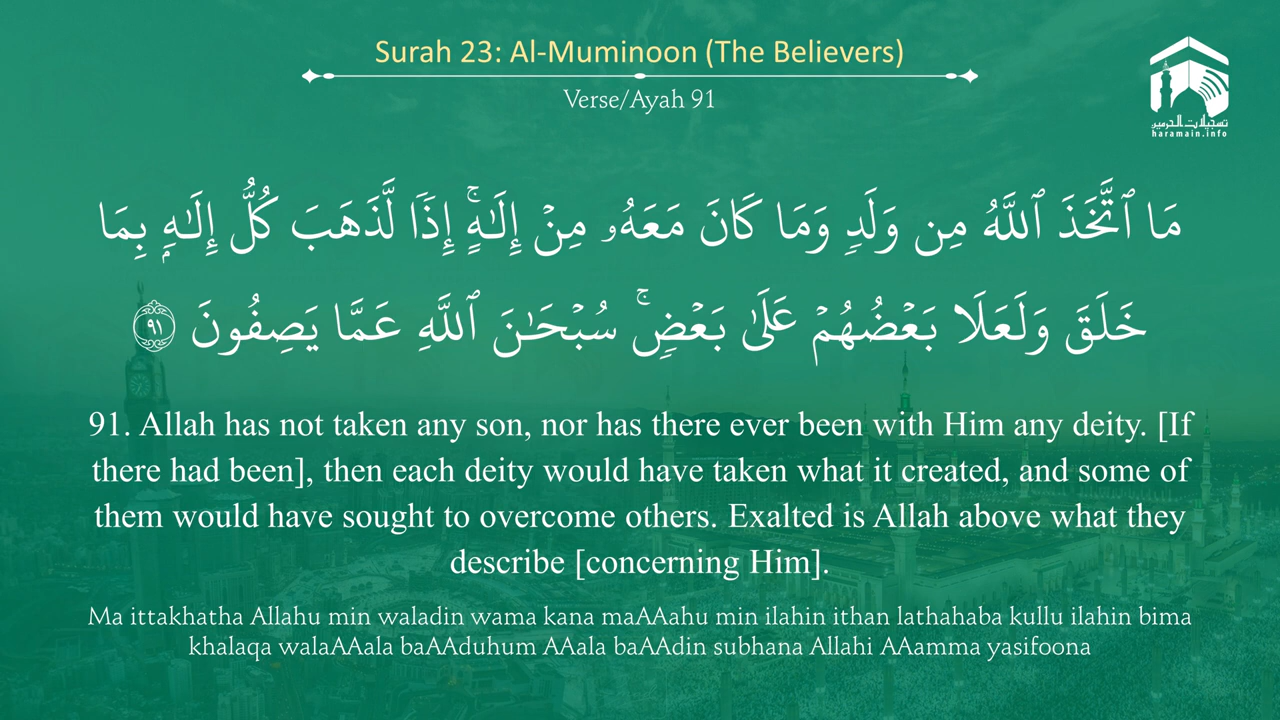 Surah 23: Al-Muminoon (The Believers)
Verse/Ayah 91
تسجيلات الحرمين
haramain.info
مَا ٱتَّخَذَ ٱللَّهُ مِن وَلَدٍ وَمَا كَانَ مَعَهُۥ مِنۡ إِلَٰهٍۚ إِذٗا لَّذَهَبَ كُلُّ إِلَٰهِۭ بِمَا
خَلَقَ وَلَعَلَا بَعۡضُهُمۡ عَلَىٰ بَعۡضٖۚ سُبۡحَٰنَ ٱللَّهِ عَمَّا يَصِفُونَ ٩١
91. Allah has not taken any son, nor has there ever been with Him any deity. [If
there had been], then each deity would have taken what it created, and some of
them would have sought to overcome others. Exalted is Allah above what they
describe [concerning Him].
Ma ittakhatha Allahu min waladin wama kana maAAahu min ilahin ithan lathahaba kullu ilahin bima
khalaqa walaAAala baAAduhum AAala baAAdin subhana Allahi AAamma yasifoona